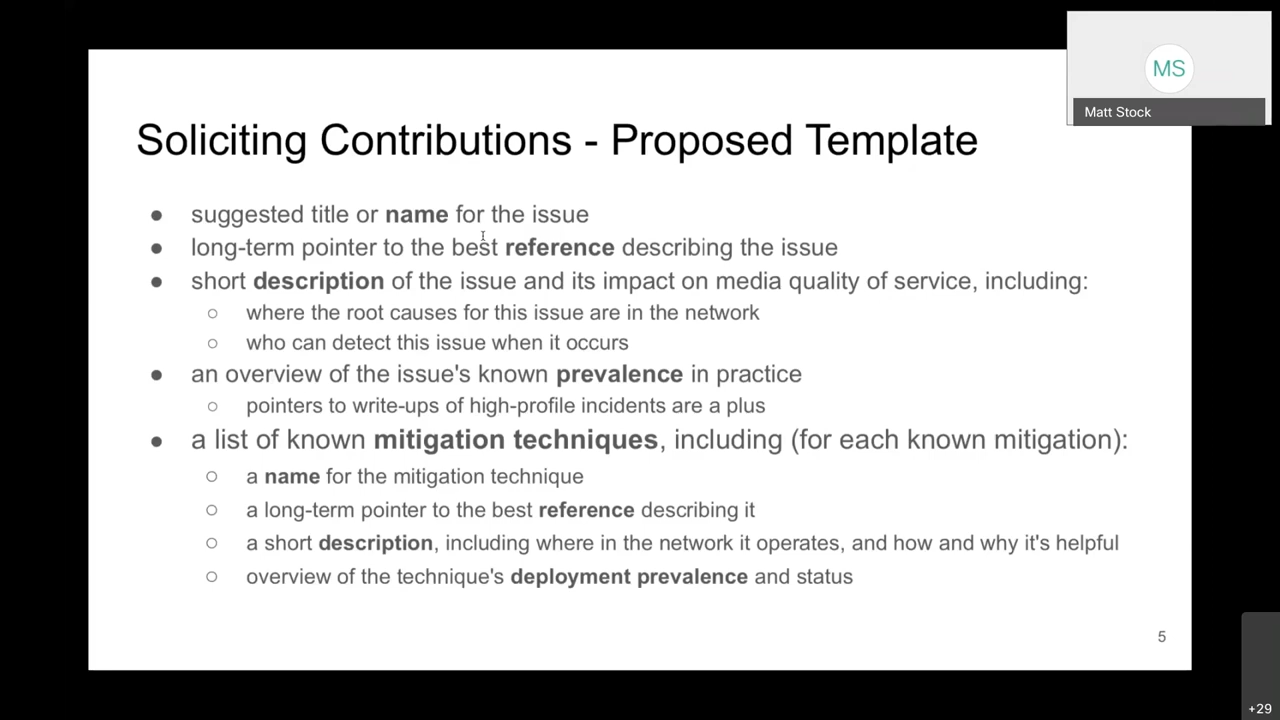 MS
Matt Stock
Soliciting Contributions - Proposed Template
● suggested title or name for the issue
● long-term pointer to the best reference describing the issue
● short description of the issue and its impact on media quality of service, including:
○ where the root causes for this issue are in the network
○ who can detect this issue when it occurs
● an overview of the issue's known prevalence in practice
○ pointers to write-ups of high-profile incidents are a plus
● a list of known mitigation techniques, including (for each known mitigation):
○ a name for the mitigation technique
○ a long-term pointer to the best reference describing it
○ a short description, including where in the network it operates, and how and why it's helpful
○ overview of the technique's deployment prevalence and status
5
+29